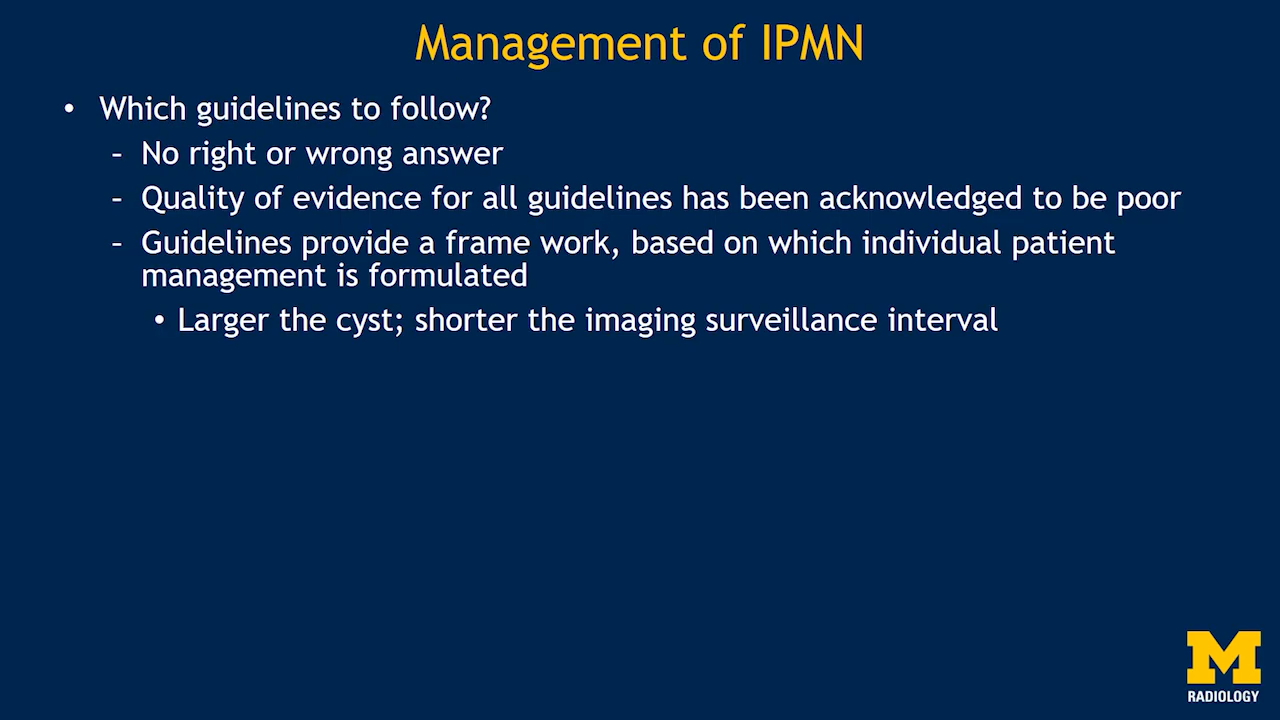 Management of IPMN
• Which guidelines to follow?
– No right or wrong answer
– Quality of evidence for all guidelines has been acknowledged to be poor
– Guidelines provide a frame work, based on which individual patient
management is formulated
• Larger the cyst; shorter the imaging surveillance interval
M
RADIOLOGY